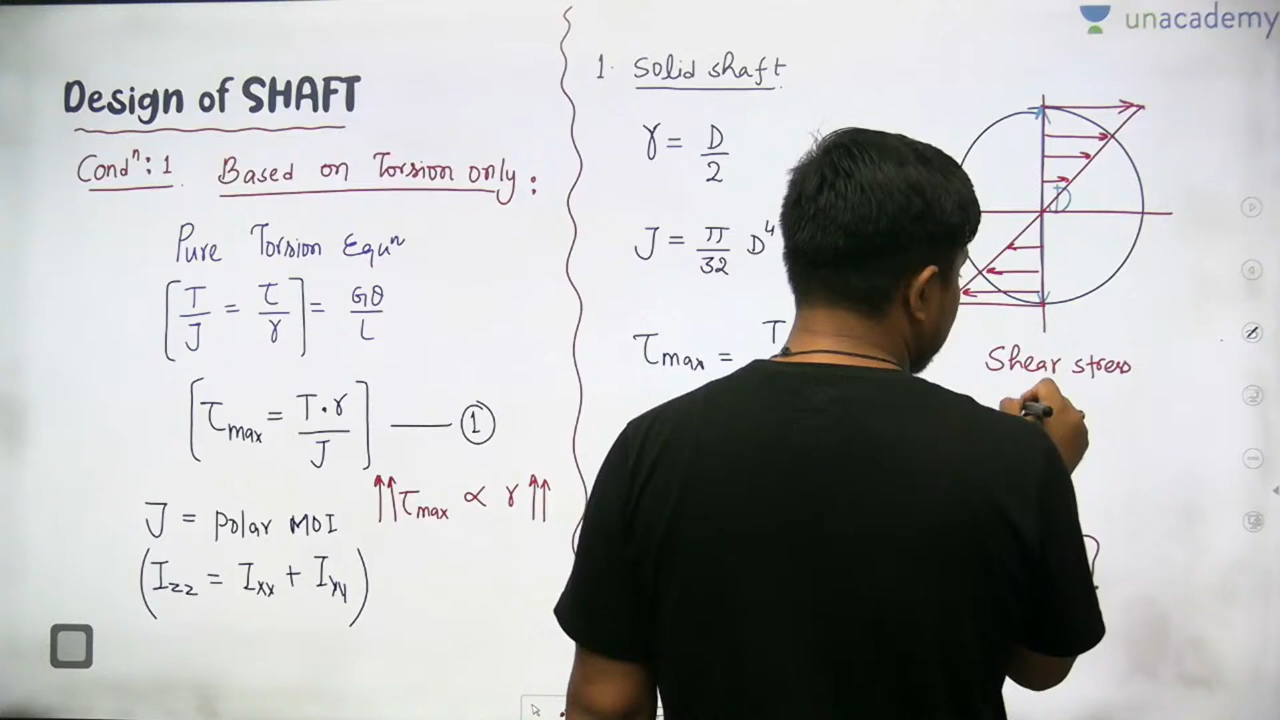 unacademy
Design of SHAFT
Condⁿ: 1 Based on Torsion only:
Pure Torsion Equⁿ
[T/J = τ/r] = Gθ/L
[τmax = T·r/J] —— ①
↑↑τmax ∝ r↑↑
J = polar MOI
(Izz = Ixx + Iyy)
1. Solid shaft
r = D/2
J = π/32 D⁴
τmax = T
D
Shear stress